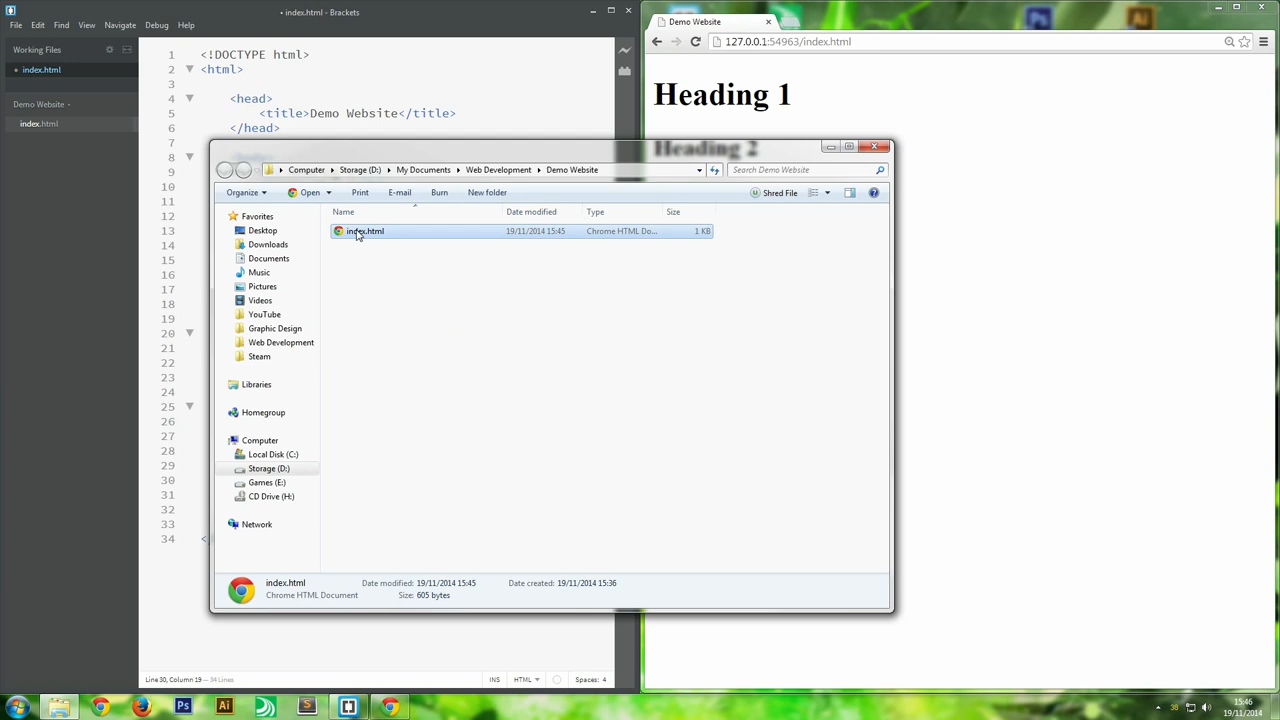 • index.html - Brackets
File Edit View Navigate Debug Help
Working Files
• index.html
Demo Website
index.html
1 <!DOCTYPE html>
2 <html>
3
4 <head>
5 <title>Demo Website</title>
6 </head>
7
8
9
10
11
12
13
14
15
16
17
18
19
20
21
22
23
24
25
26
27
28
29
30
31
32
33
34 <
Line 30, Column 19 — 34 Lines
INS HTML Spaces: 4
Demo Website
127.0.0.1:54963/index.html
Heading 1
Heading 2
Computer Storage (D:) My Documents Web Development Demo Website
Search Demo Website
Organize Open Print E-mail Burn New folder Shred File
Name Date modified Type Size
index.html 19/11/2014 15:45 Chrome HTML Do... 1 KB
Favorites
Desktop
Downloads
Documents
Music
Pictures
Videos
YouTube
Graphic Design
Web Development
Steam
Libraries
Homegroup
Computer
Local Disk (C:)
Storage (D:)
Games (E:)
CD Drive (H:)
Network
index.html Date modified: 19/11/2014 15:45 Date created: 19/11/2014 15:36
Chrome HTML Document Size: 605 bytes
Ps Ai S
38
15:46
19/11/2014